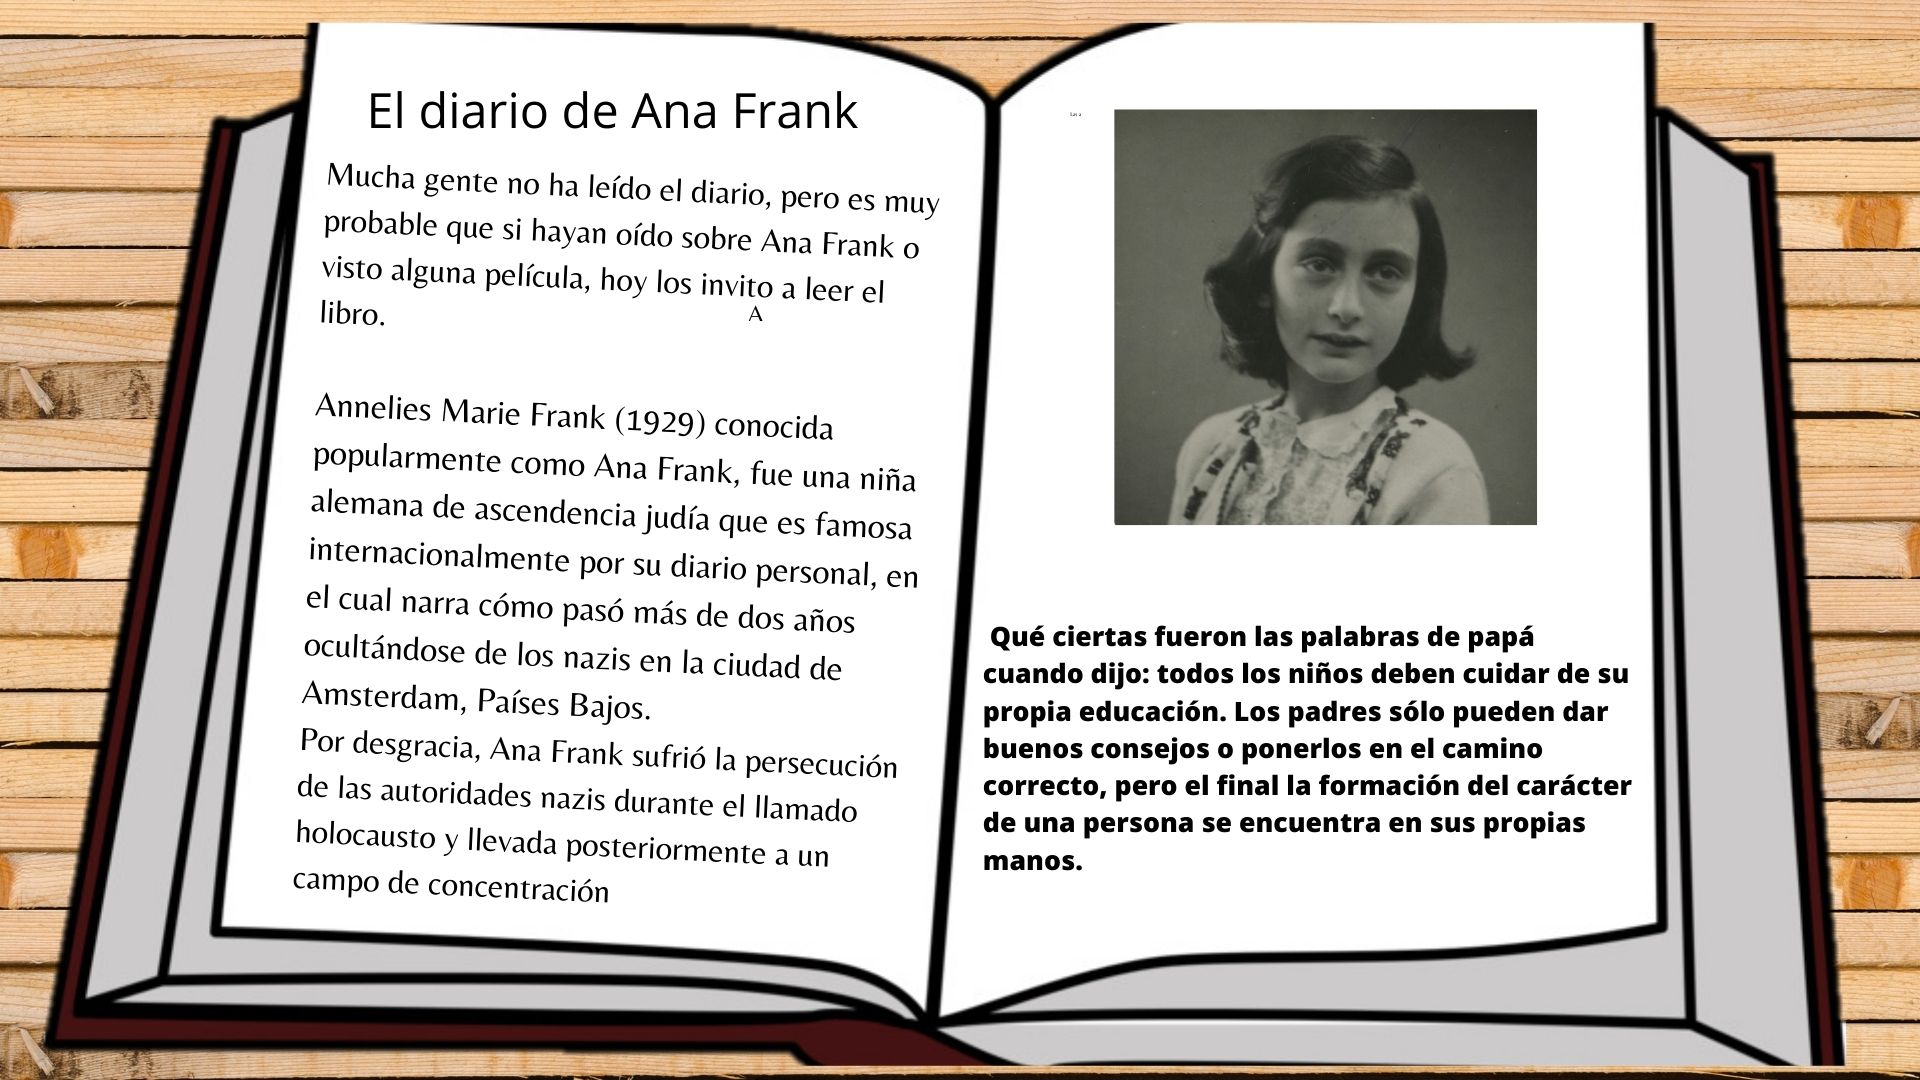 El diario de Ana Frank
Mucha gente no ha leído el diario, pero es muy
probable que si hayan oído sobre Ana Frank o
visto alguna película, hoy los invito a leer el
libro.
A
Annelies Marie Frank (1929) conocida
popularmente como Ana Frank, fue una niña
alemana de ascendencia judía que es famosa
internacionalmente por su diario personal, en
el cual narra cómo pasó más de dos años
ocultándose de los nazis en la ciudad de
Amsterdam, Países Bajos.
Por desgracia, Ana Frank sufrió la persecución
de las autoridades nazis durante el llamado
holocausto y llevada posteriormente a un
campo de concentración
Qué ciertas fueron las palabras de papá
cuando dijo: todos los niños deben cuidar de su
propia educación. Los padres sólo pueden dar
buenos consejos o ponerlos en el camino
correcto, pero el final la formación del carácter
de una persona se encuentra en sus propias
manos.